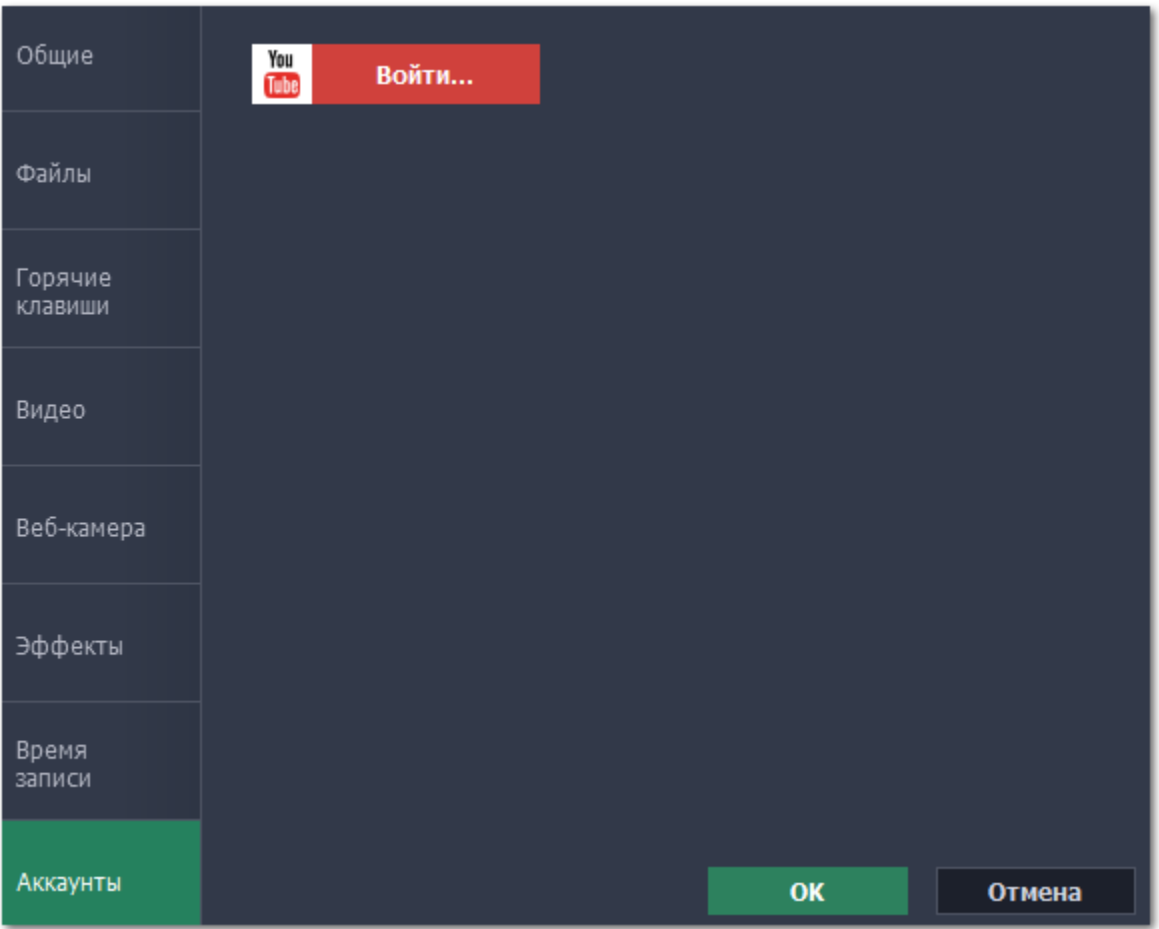 Общие
Файлы
Горячие
клавиши
Видео
Веб-камера
Эффекты
Время
записи
Аккаунты
You
Tube
Войти...
OK
Отмена